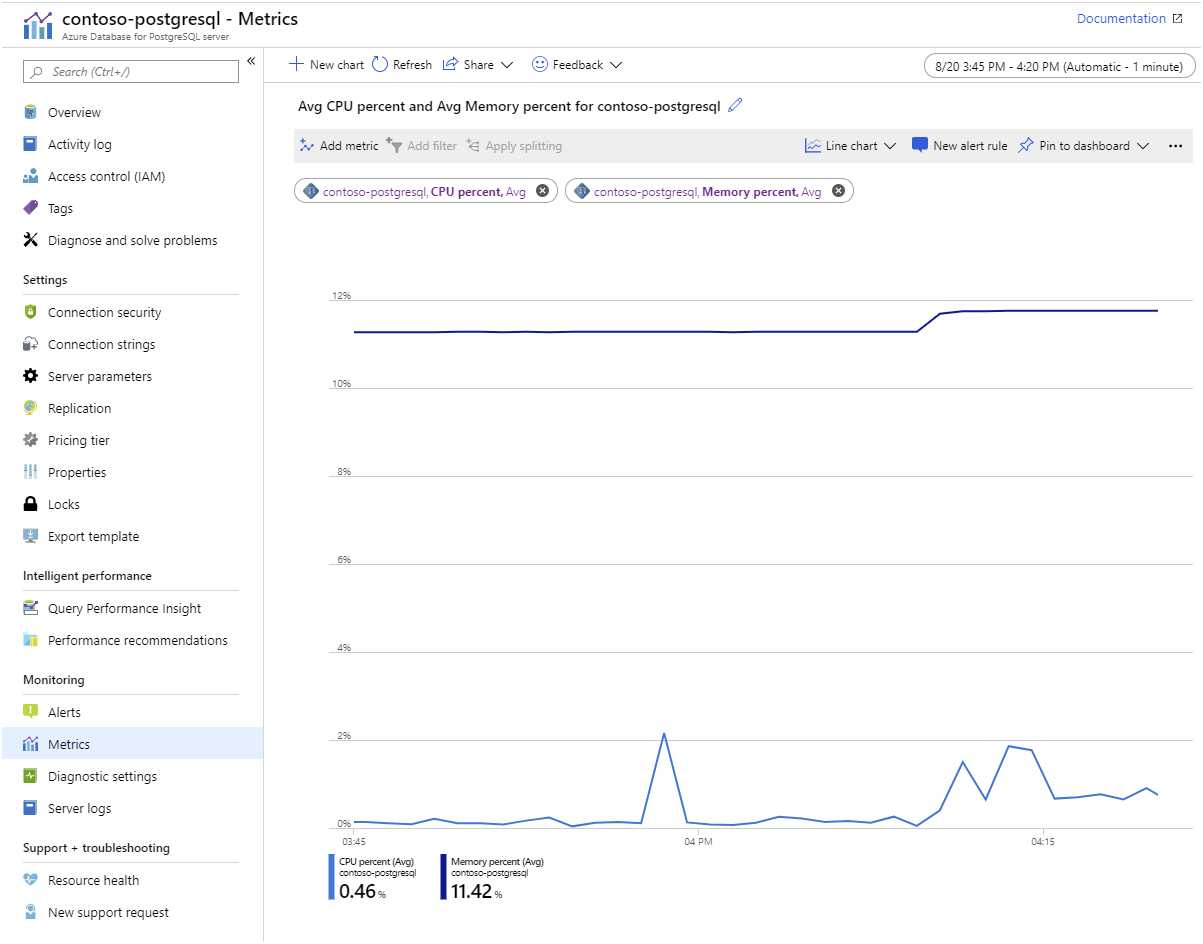 contoso-postgresql - Metrics
Azure Database for PostgreSQL server
Documentation
Search (Ctrl+/)
«
Overview
Activity log
Access control (IAM)
Tags
Diagnose and solve problems
Settings
Connection security
Connection strings
Server parameters
Replication
Pricing tier
Properties
Locks
Export template
Intelligent performance
Query Performance Insight
Performance recommendations
Monitoring
Alerts
Metrics
Diagnostic settings
Server logs
Support + troubleshooting
Resource health
New support request
New chart Refresh Share Feedback
8/20 3:45 PM - 4:20 PM (Automatic - 1 minute)
Avg CPU percent and Avg Memory percent for contoso-postgresql
Add metric Add filter Apply splitting Line chart New alert rule Pin to dashboard
contoso-postgresql, CPU percent, Avg contoso-postgresql, Memory percent, Avg
12%
10%
8%
6%
4%
2%
0%
03:45 04 PM 04:15
CPU percent (Avg)
contoso-postgresql
0.46 %
Memory percent (Avg)
contoso-postgresql
11.42 %